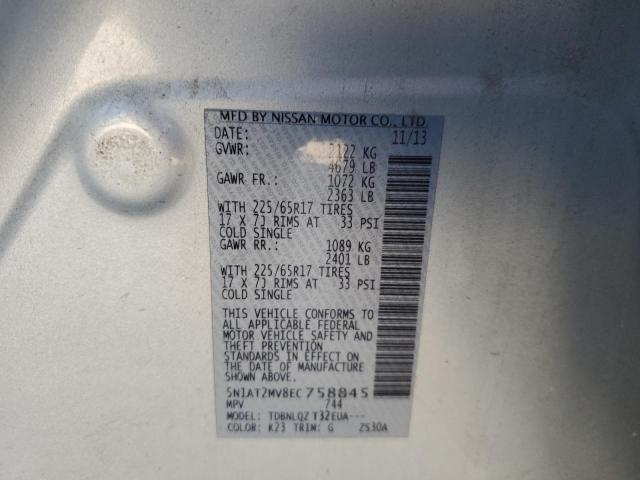 MFD BY NISSAN MOTOR CO., LTD.
DATE: 11/13
GVWR: 2122 KG
4679 LB
GAWR FR.: 1072 KG
2363 LB
WITH 225/65R17 TIRES
17 X 7J RIMS AT 33 PSI
COLD SINGLE
GAWR RR.: 1089 KG
2401 LB
WITH 225/65R17 TIRES
17 X 7J RIMS AT 33 PSI
COLD SINGLE
THIS VEHICLE CONFORMS TO
ALL APPLICABLE FEDERAL
MOTOR VEHICLE SAFETY AND
THEFT PREVENTION
STANDARDS IN EFFECT ON
THE DATE OF MANUFACTURE
SHOWN ABOVE.
5N1AT2MV8EC758845
MPV 744
MODEL: TDBNLQZ T32EUA---
COLOR: K23 TRIM: G 2S30A